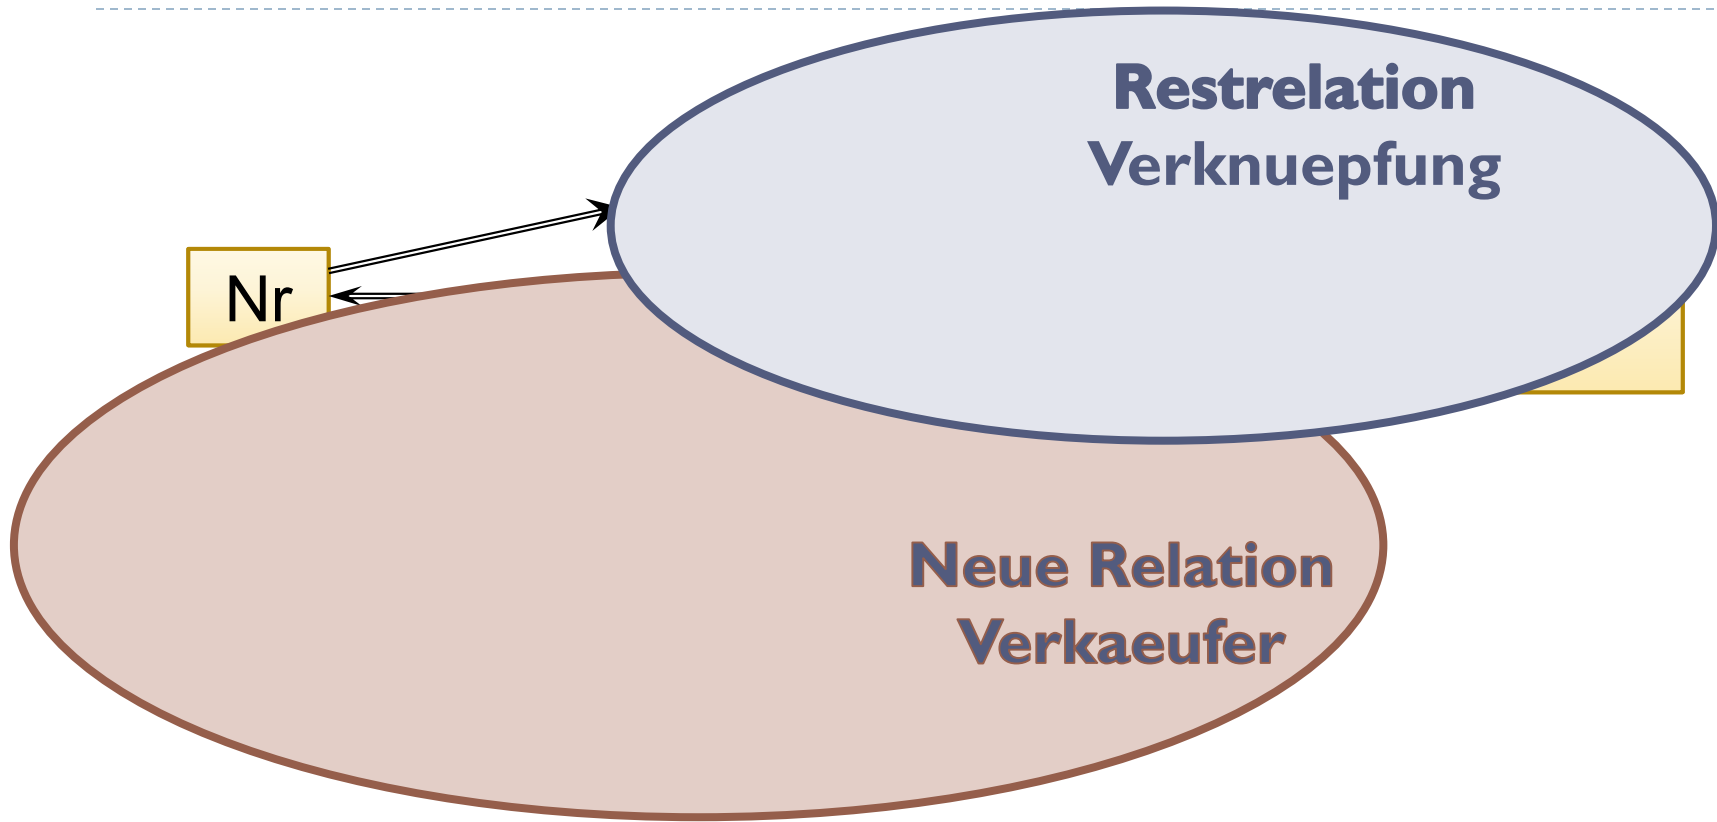 Restrelation
Verknuepfung
Nr
Neue Relation
Verkaeufer